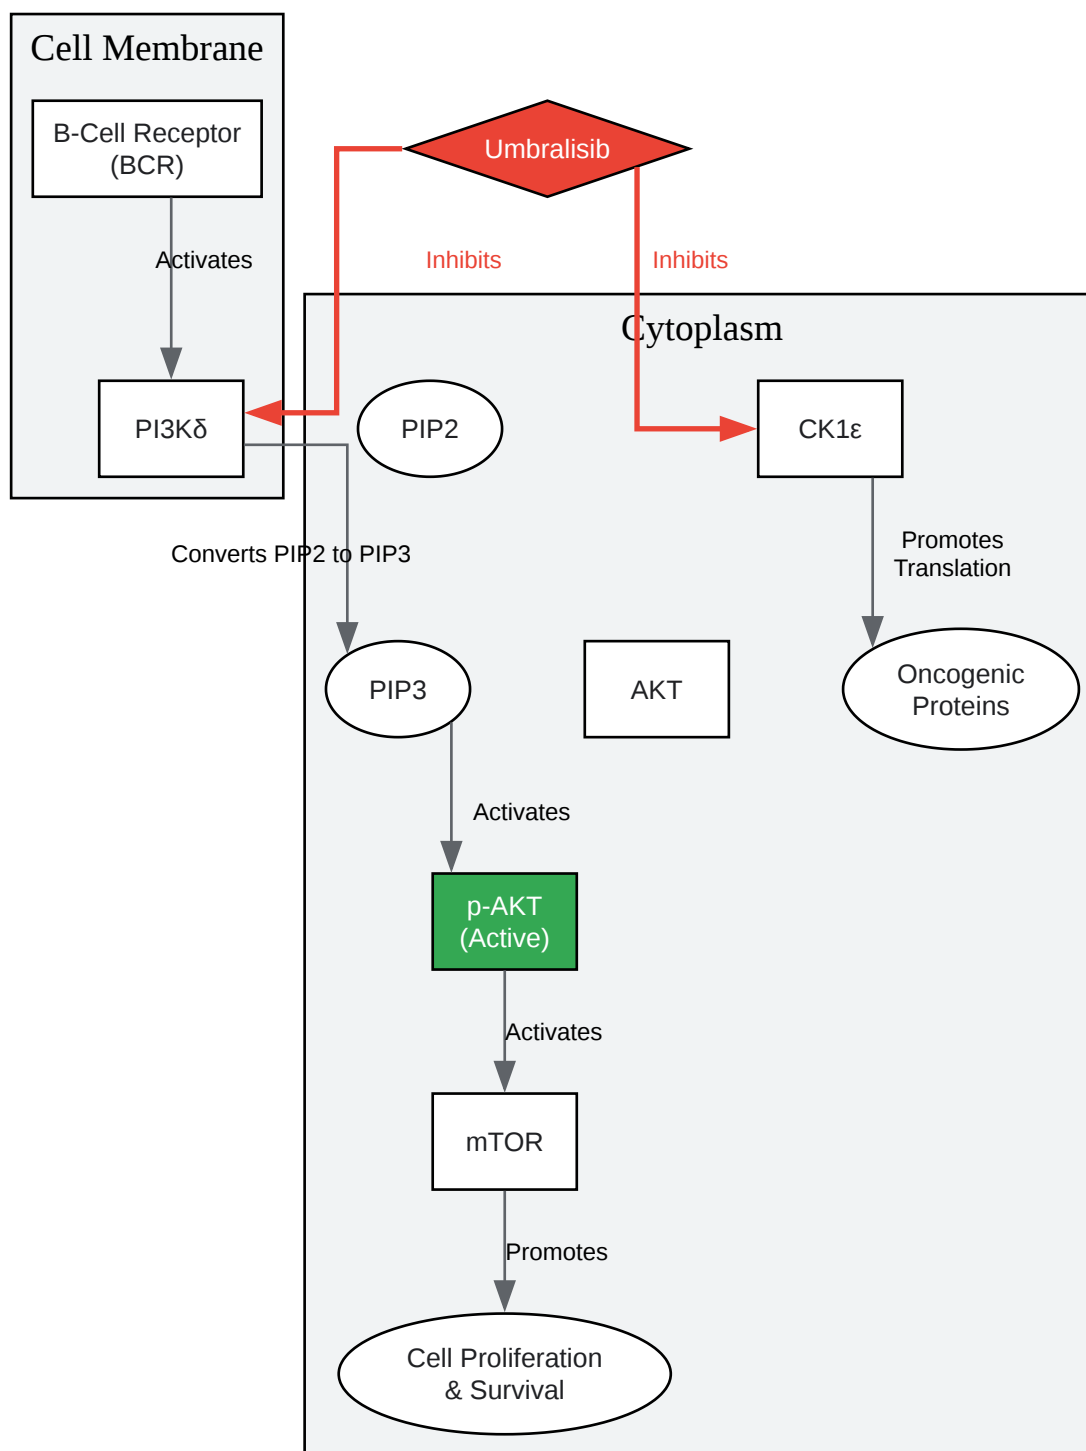 Cell Membrane
B-Cell Receptor
(BCR)
Umbralisib
Activates
Inhibits
Inhibits
Cytoplasm
PI3Kδ
PIP2
CK1ε
Converts PIP2 to PIP3
Promotes
Translation
PIP3
AKT
Oncogenic
Proteins
Activates
p-AKT
(Active)
Activates
mTOR
Promotes
Cell Proliferation
& Survival